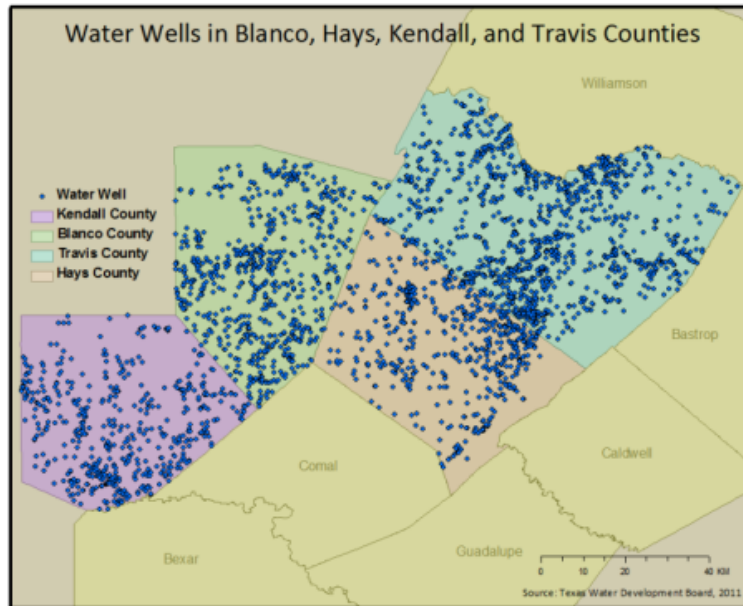 Water Wells in Blanco, Hays, Kendall, and Travis Counties
Williamson
Water Well
Kendall County
Blanco County
Travis County
Hays County
Bastrop
Comal
Caldwell
Bexar
Guadalupe
0 10 20 40 KM
Source: Texas Water Development Board, 2011